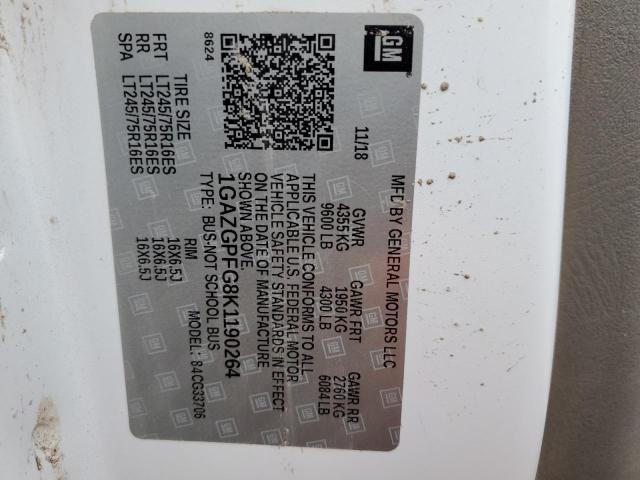 GM
MFD BY GENERAL MOTORS LLC
11/18 GVWR GAWR FRT GAWR RR
4355 KG 1950 KG 2760 KG
9600 LB 4300 LB 6084 LB
THIS VEHICLE CONFORMS TO ALL
APPLICABLE U.S. FEDERAL MOTOR
VEHICLE SAFETY STANDARDS IN EFFECT
ON THE DATE OF MANUFACTURE
SHOWN ABOVE.
1GAZGPFG8K1190264
TYPE: BUS-NOT SCHOOL BUS MODEL: 84CG33706
8624
TIRE SIZE RIM
FRT LT245/75R16ES 16X6.5J
RR LT245/75R16ES 16X6.5J
SPA LT245/75R16ES 16X6.5J